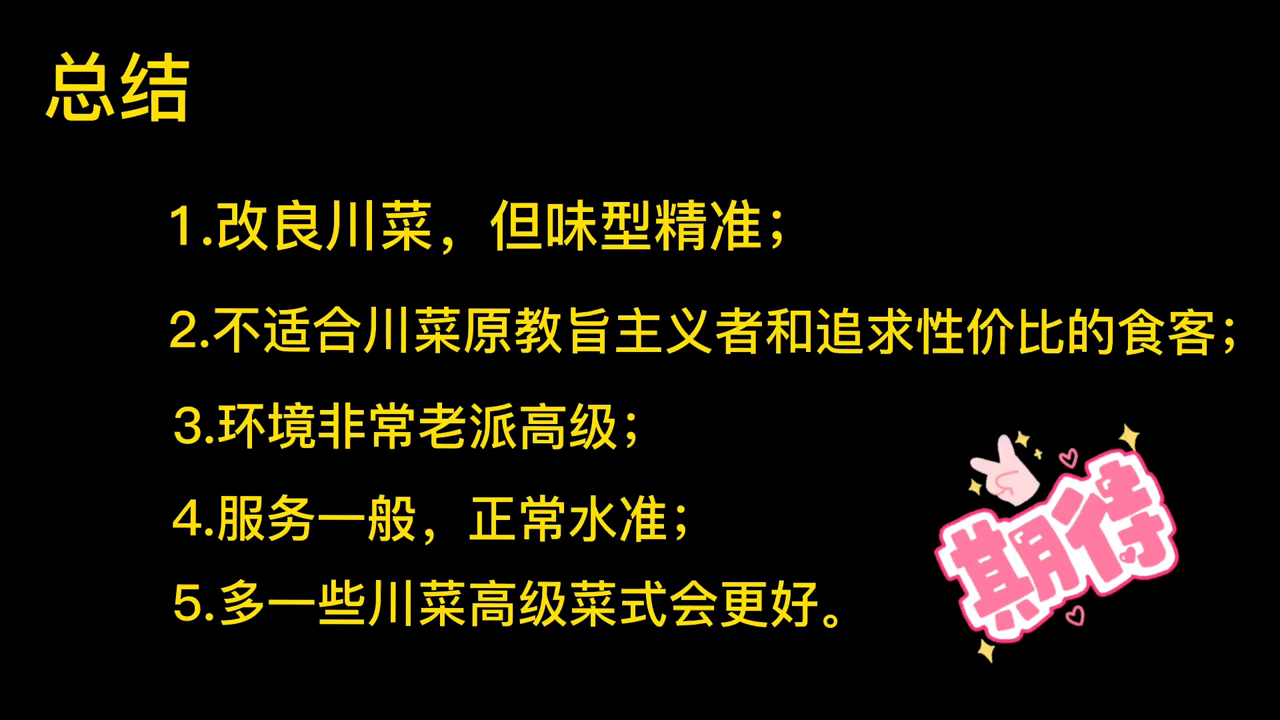 总结
1.改良川菜，但味型精准；
2.不适合川菜原教旨主义者和追求性价比的食客；
3.环境非常老派高级；
4.服务一般，正常水准；
5.多一些川菜高级菜式会更好。
期待